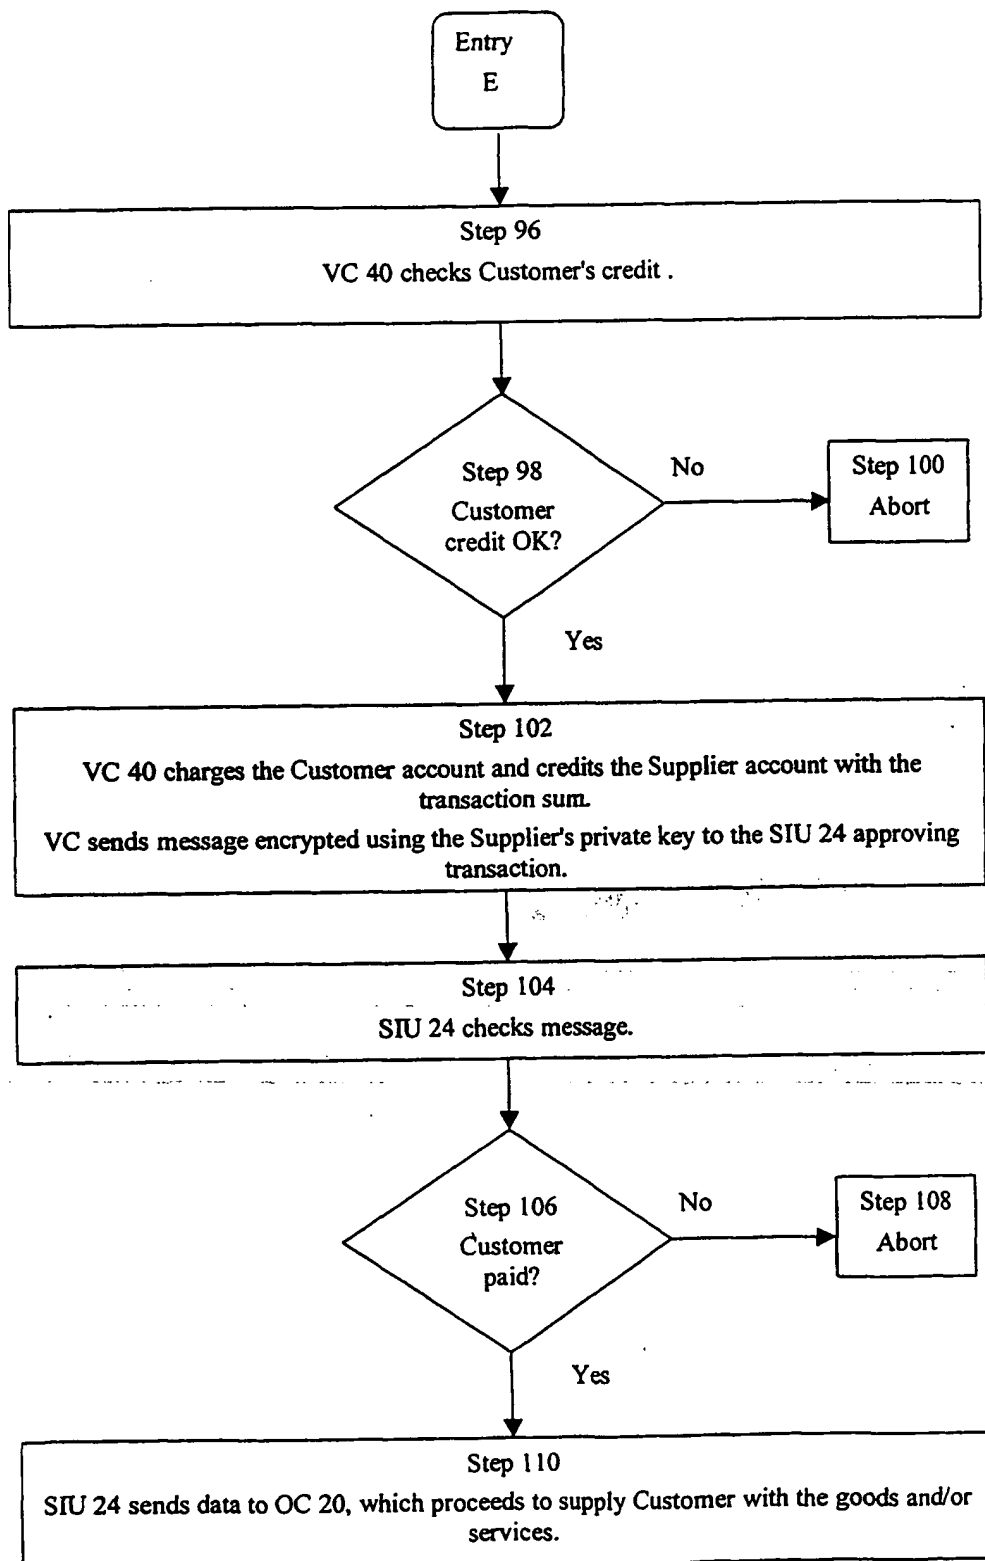 Entry
E
Step 96
VC 40 checks Customer's credit .
Step 98
Customer
credit OK?
No
Step 100
Abort
Yes
Step 102
VC 40 charges the Customer account and credits the Supplier account with the
transaction sum.
VC sends message encrypted using the Supplier's private key to the SIU 24 approving
transaction.
Step 104
SIU 24 checks message.
Step 106
Customer
paid?
No
Step 108
Abort
Yes
Step 110
SIU 24 sends data to OC 20, which proceeds to supply Customer with the goods and/or
services.